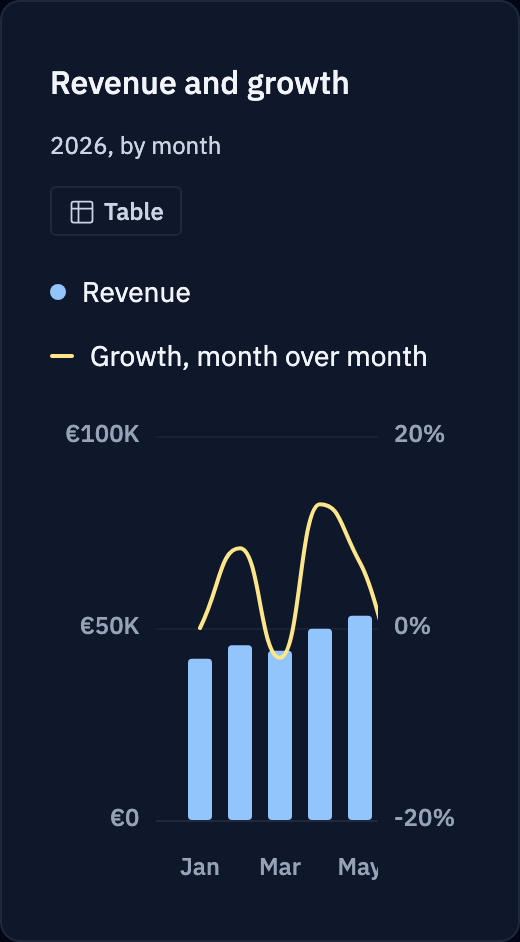 Revenue and growth
2026, by month
Table
Revenue
Growth, month over month
€100K 20%
€50K 0%
€0 -20%
Jan Mar May